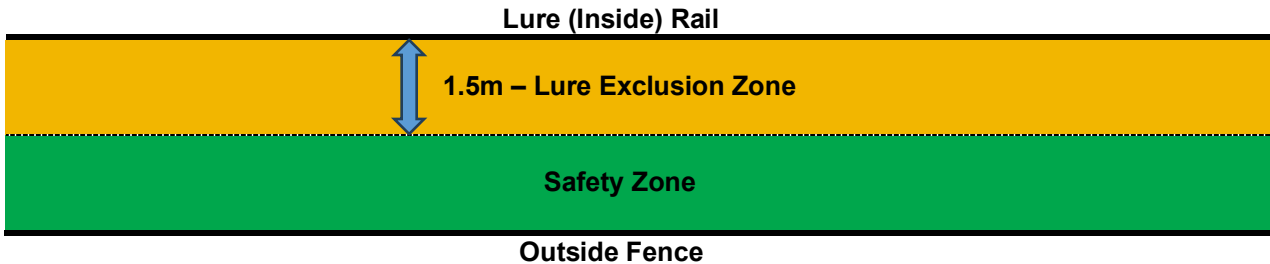 Lure (Inside) Rail
1.5m – Lure Exclusion Zone
Safety Zone
Outside Fence